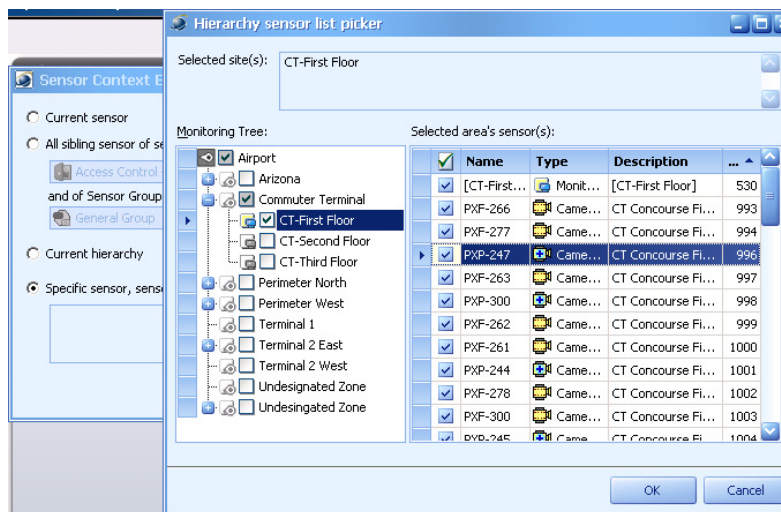 Hierarchy sensor list picker
Selected site(s): CT-First Floor
Sensor Context E
Current sensor
All sibling sensor of se
Access Control
and of Sensor Group
General Group
Current hierarchy
Specific sensor, sens
Monitoring Tree:
Airport
Arizona
Commuter Terminal
CT-First Floor
CT-Second Floor
CT-Third Floor
Perimeter North
Perimeter West
Terminal 1
Terminal 2 East
Terminal 2 West
Undesignated Zone
Undesingated Zone
Selected area's sensor(s):
Name Type Description ...
[CT-First... Monit... [CT-First Floor] 530
PXF-266 Came... CT Concourse Fi... 993
PXF-277 Came... CT Concourse Fi... 994
PXP-247 Came... CT Concourse Fi... 996
PXF-263 Came... CT Concourse Fi... 997
PXP-300 Came... CT Concourse Fi... 998
PXF-262 Came... CT Concourse Fi... 999
PXF-261 Came... CT Concourse Fi... 1000
PXP-244 Came... CT Concourse Fi... 1001
PXF-278 Came... CT Concourse Fi... 1002
PXF-300 Came... CT Concourse Fi... 1003
PXP-245 Came... CT Concourse Fi... 1004
OK Cancel